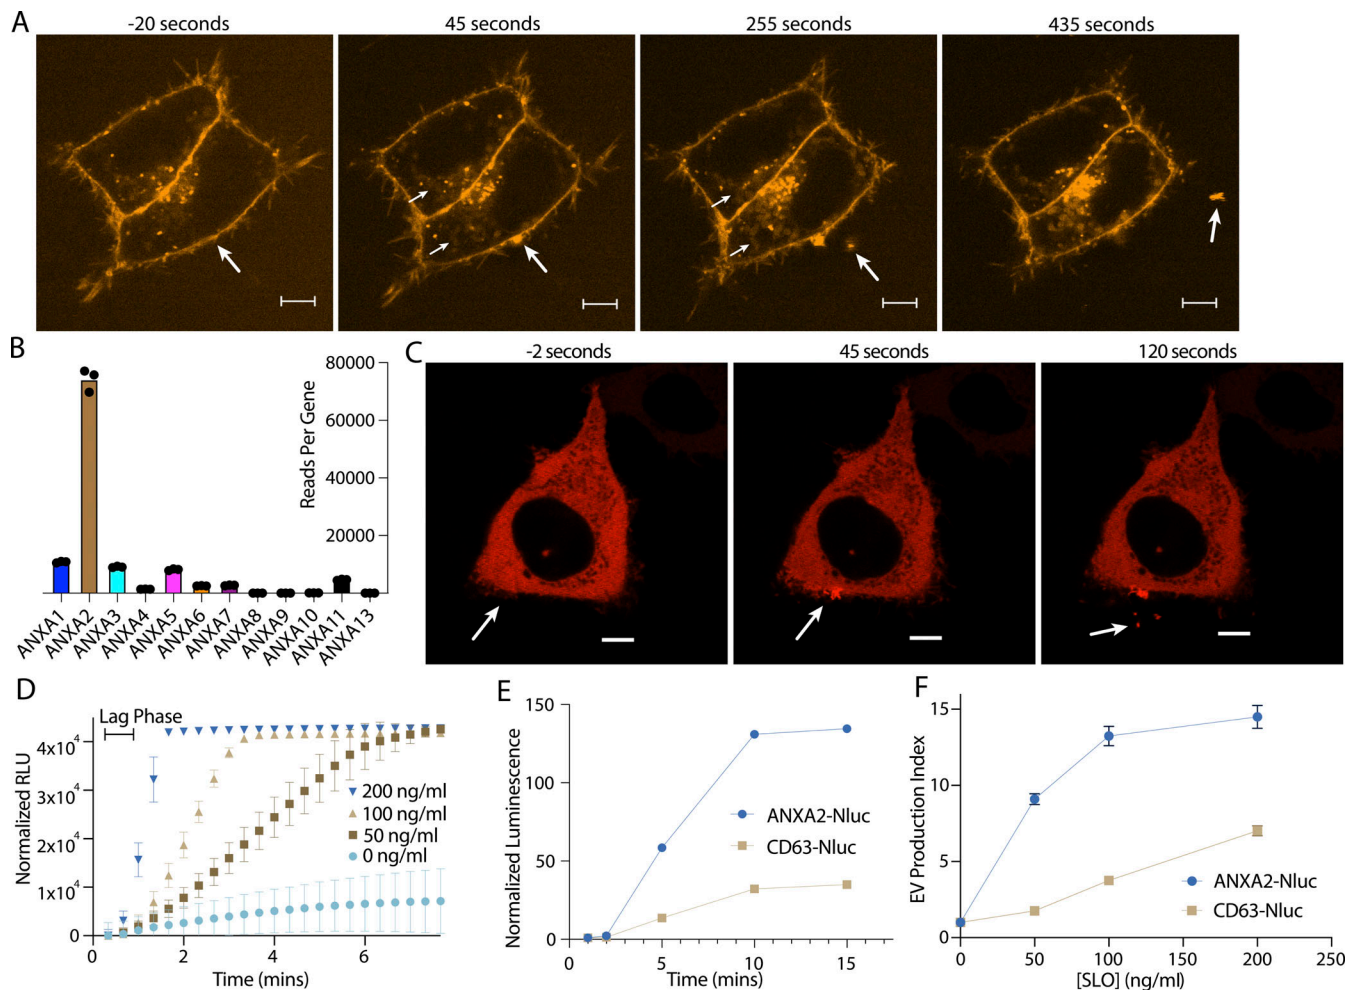 A
-20 seconds
45 seconds
255 seconds
435 seconds
B
Reads Per Gene
80000
60000
40000
20000
ANXA1
ANXA2
ANXA3
ANXA4
ANXA5
ANXA6
ANXA7
ANXA8
ANXA9
ANXA10
ANXA11
ANXA13
C
-2 seconds
45 seconds
120 seconds
D
Lag Phase
Normalized RLU
4x10⁴
3x10⁴
2x10⁴
1x10⁴
0
200 ng/ml
100 ng/ml
50 ng/ml
0 ng/ml
0 2 4 6
Time (mins)
E
Normalized Luminescence
150
100
50
0
ANXA2-Nluc
CD63-Nluc
0 5 10 15
Time (mins)
F
EV Production Index
15
10
5
0
ANXA2-Nluc
CD63-Nluc
0 50 100 150 200 250
[SLO] (ng/ml)